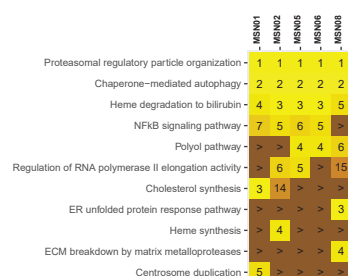 MSN01 MSN02 MSN05 MSN06 MSN08
Proteasomal regulatory particle organization 1 1 1 1 1
Chaperone−mediated autophagy 2 2 2 2 2
Heme degradation to bilirubin 4 3 3 3 5
NFkB signaling pathway 7 5 6 5 >
Polyol pathway > > 4 4 6
Regulation of RNA polymerase II elongation activity > 6 5 > 15
Cholesterol synthesis 3 14 > > >
ER unfolded protein response pathway > > > > 3
Heme synthesis > 4 > > >
ECM breakdown by matrix metalloproteases > > > > 4
Centrosome duplication 5 > > > >